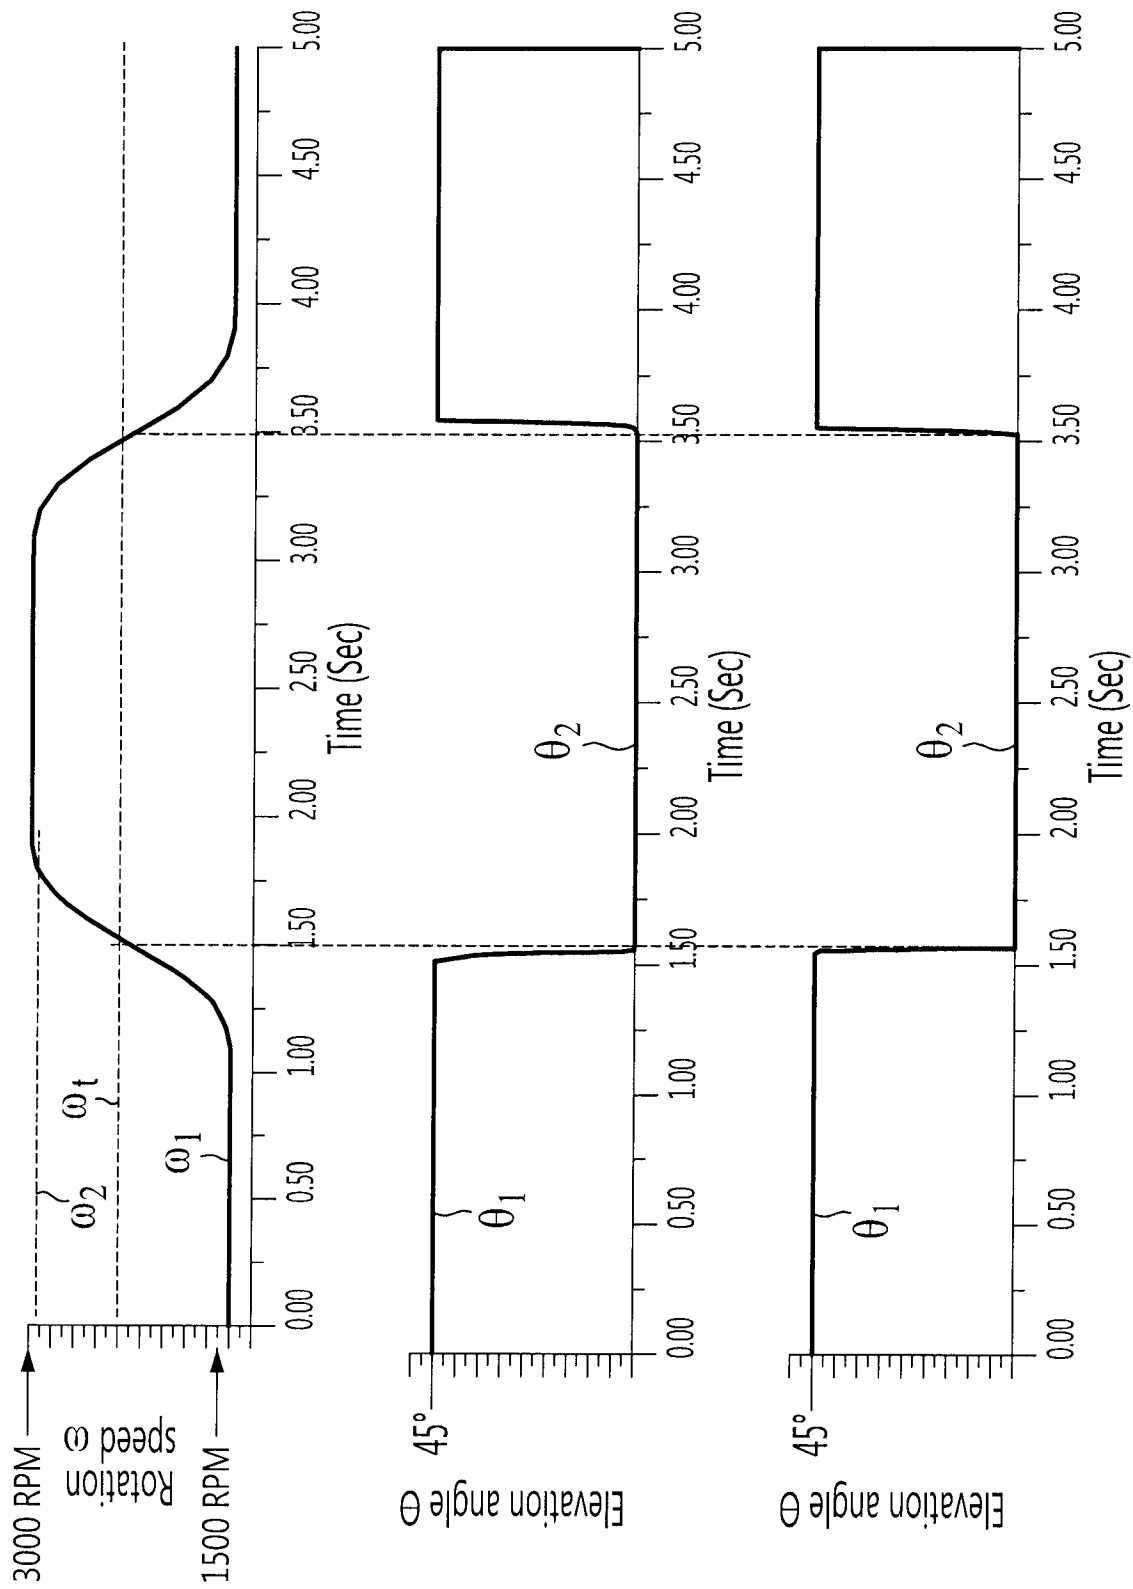 3000 RPM
Rotation
speed ω
1500 RPM
ω2
ωt
ω1
0.00 0.50 1.00 1.50 2.00 2.50 3.00 3.50 4.00 4.50 5.00
Time (Sec)
45°
Elevation angle Θ
θ1
θ2
0.00 0.50 1.00 1.50 2.00 2.50 3.00 3.50 4.00 4.50 5.00
Time (Sec)
45°
Elevation angle Θ
θ1
θ2
0.00 0.50 1.00 1.50 2.00 2.50 3.00 3.50 4.00 4.50 5.00
Time (Sec)